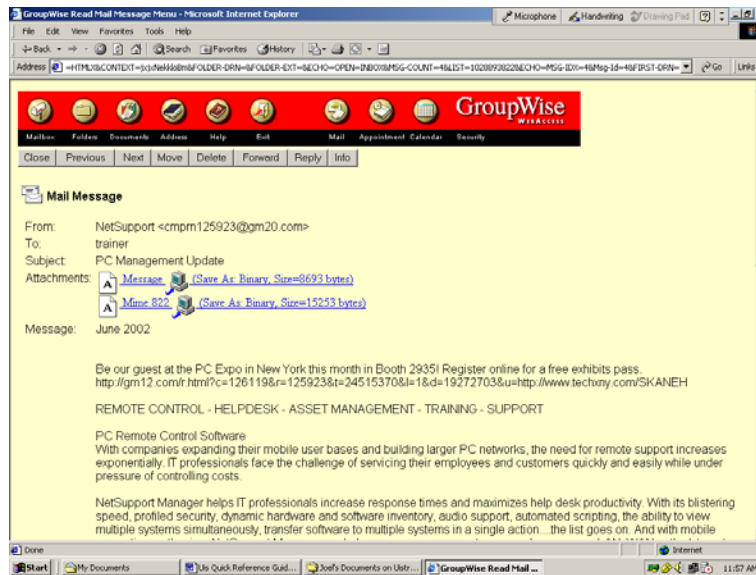 GroupWise Read Mail Message Menu - Microsoft Internet Explorer
Microphone Handwriting Drawing Pad
File Edit View Favorites Tools Help
Back Search Favorites History
Address Go Links
GroupWise
WebAccess
Mailbox Folders Documents Address Help Exit Mail Appointment Calendar Security
Close Previous Next Move Delete Forward Reply Info
Mail Message
From: NetSupport <cmprn125923@gm20.com>
To: trainer
Subject: PC Management Update
Attachments: Message (Save As: Binary, Size=8693 bytes)
Mime.822 (Save As: Binary, Size=15253 bytes)
Message: June 2002
Be our guest at the PC Expo in New York this month in Booth 2935! Register online for a free exhibits pass.
http://gm12.com/r.html?c=126119&r=125923&t=24515370&l=1&d=19272703&u=http://www.techxny.com/SKANEH
REMOTE CONTROL - HELPDESK - ASSET MANAGEMENT - TRAINING - SUPPORT
PC Remote Control Software
With companies expanding their mobile user bases and building larger PC networks, the need for remote support increases
exponentially. IT professionals face the challenge of servicing their employees and customers quickly and easily while under
pressure of controlling costs.
NetSupport Manager helps IT professionals increase response times and maximizes help desk productivity. With its blistering
speed, profiled security, dynamic hardware and software inventory, audio support, automated scripting, the ability to view
multiple systems simultaneously, transfer software to multiple systems in a single action...the list goes on. And with mobile
Done Internet
Start My Documents Uls Quick Reference Guid... Joel's Documents on Ulstr... GroupWise Read Mail ... 11:57 AM